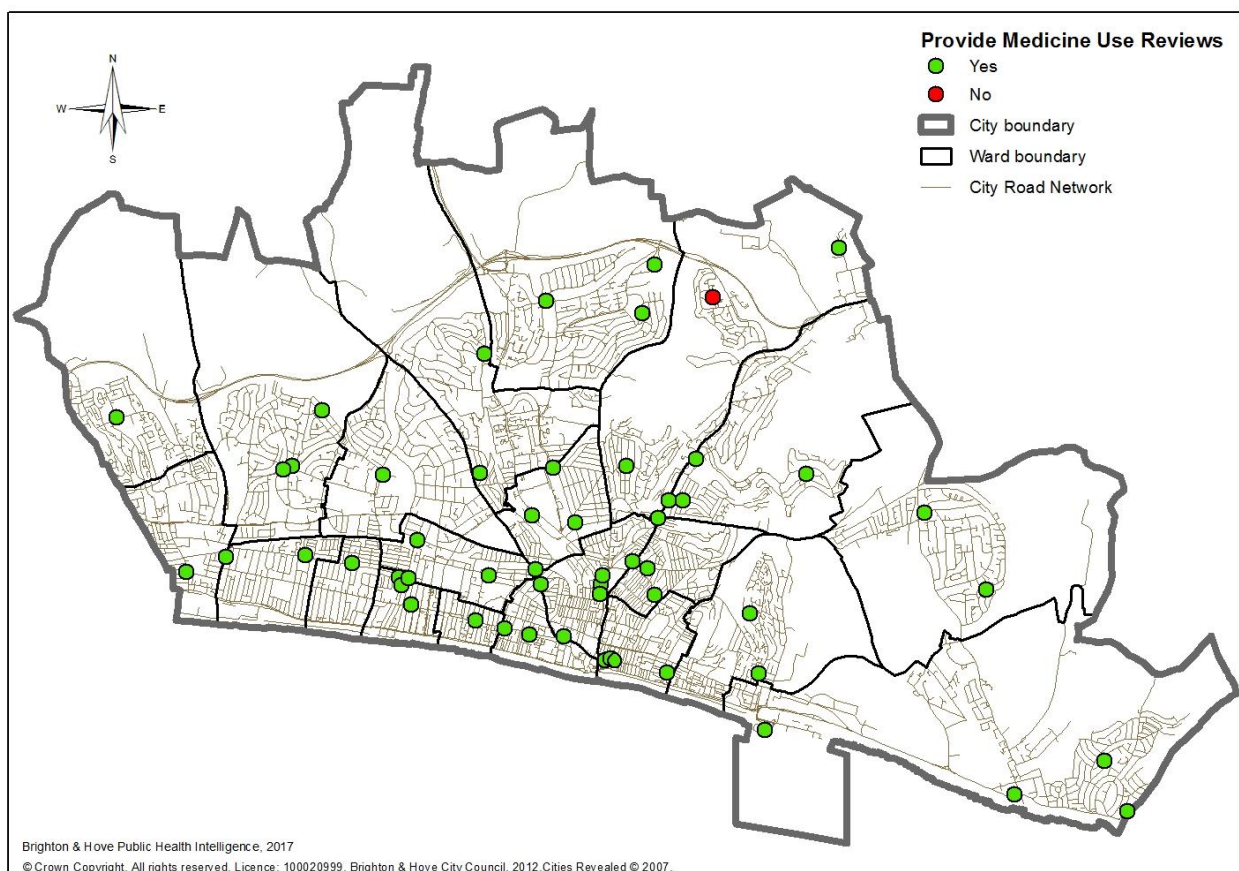 Provide Medicine Use Reviews
Yes
No
City boundary
Ward boundary
City Road Network
N
W E
S
Brighton & Hove Public Health Intelligence, 2017
© Crown Copyright. All rights reserved. Licence: 100020999, Brighton & Hove City Council. 2012.Cities Revealed © 2007.